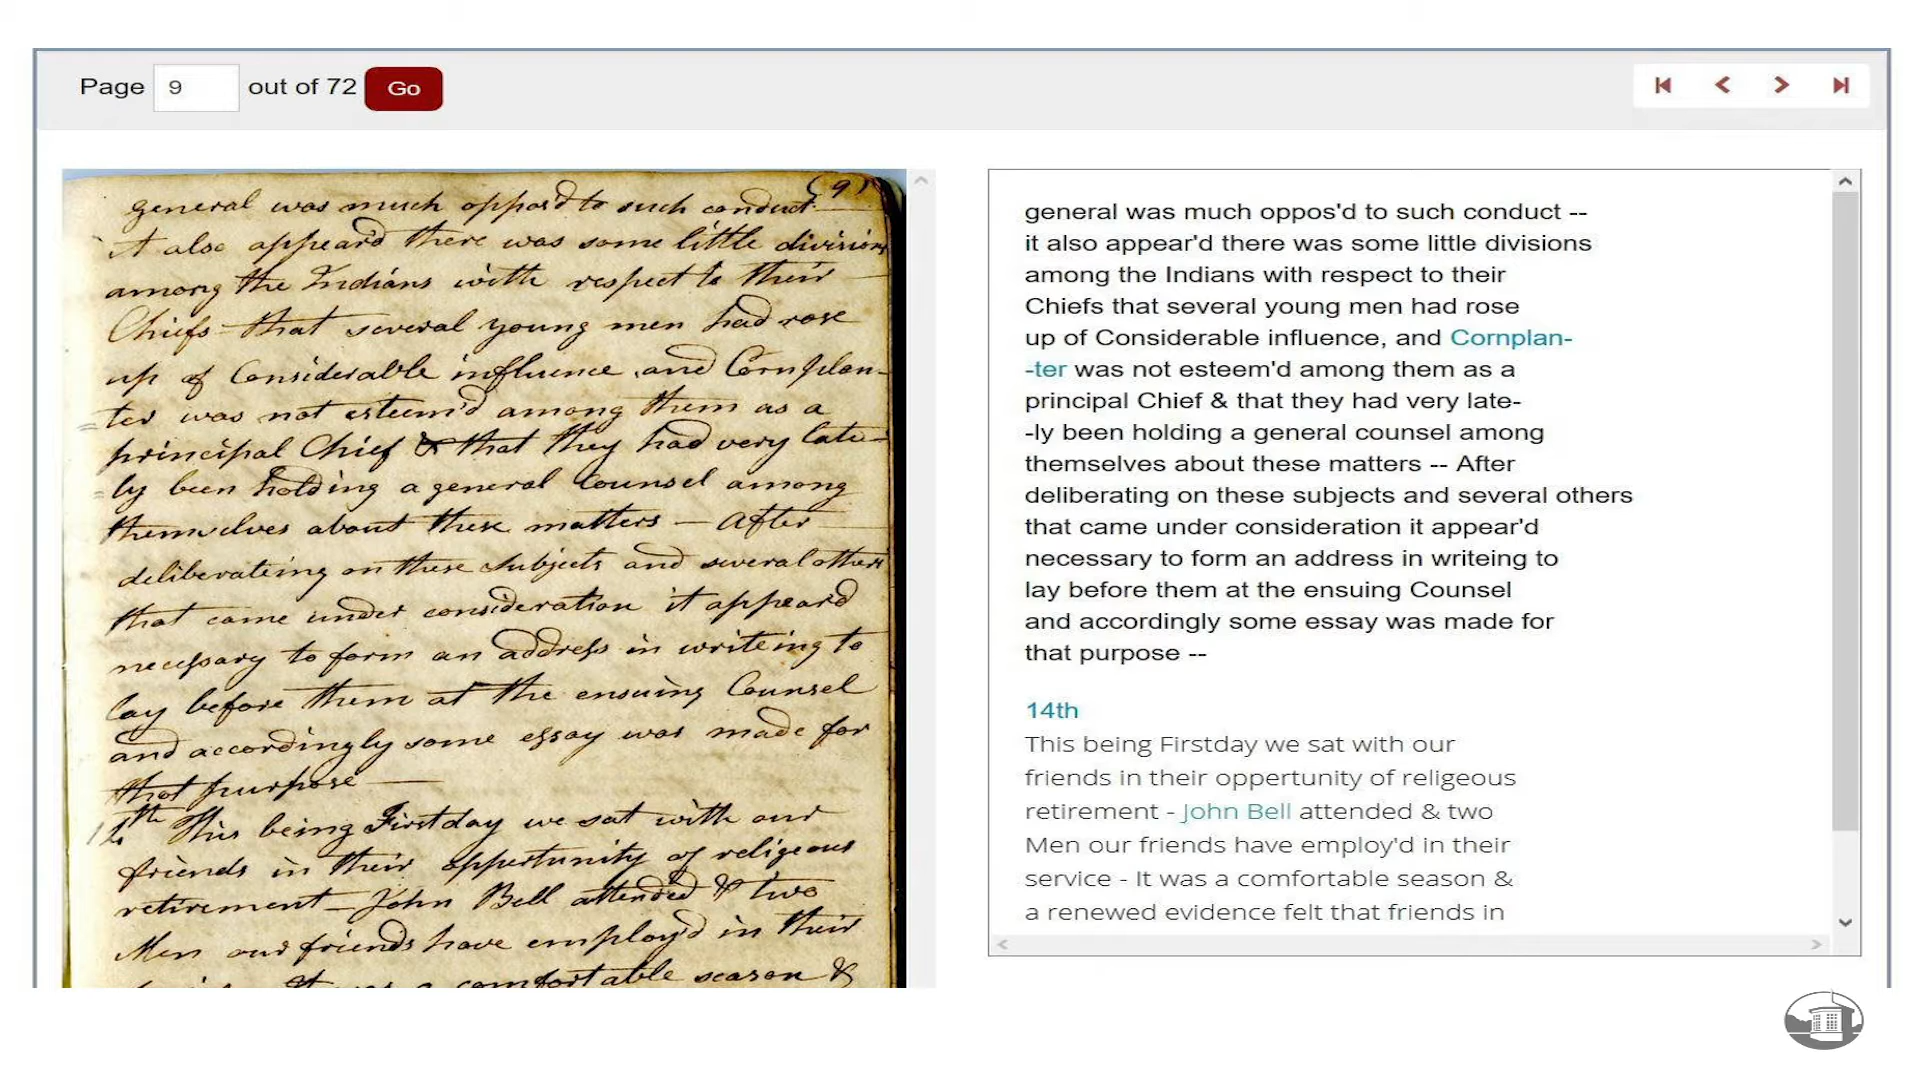 Page 9 out of 72 Go
(9)
general was much oppos'd to such conduct —
it also appear'd there was some little divisions
among the Indians with respect to their
Chiefs — that several young men had rose
up of Considerable influence, and Cornplan-
=ter was not esteem'd among them as a
principal Chief & that they had very late-
=ly been holding a general Counsel among
themselves about these matters — After
deliberateing on these subjects and several others
that came under consideration it appeard
necessary to form an address in writeing to
lay before them at the ensuing Counsel
and accordingly some essay was made for
that purpose —
14th This being Firstday we sat with our
friends in their oppertunity of religeous
retirement — John Bell attended & two
Men our friends have employ'd in their
a comfortable season &
general was much oppos'd to such conduct --
it also appear'd there was some little divisions
among the Indians with respect to their
Chiefs that several young men had rose
up of Considerable influence, and Cornplan-
-ter was not esteem'd among them as a
principal Chief & that they had very late-
-ly been holding a general counsel among
themselves about these matters -- After
deliberating on these subjects and several others
that came under consideration it appear'd
necessary to form an address in writeing to
lay before them at the ensuing Counsel
and accordingly some essay was made for
that purpose --
14th
This being Firstday we sat with our
friends in their oppertunity of religeous
retirement - John Bell attended & two
Men our friends have employ'd in their
service - It was a comfortable season &
a renewed evidence felt that friends in